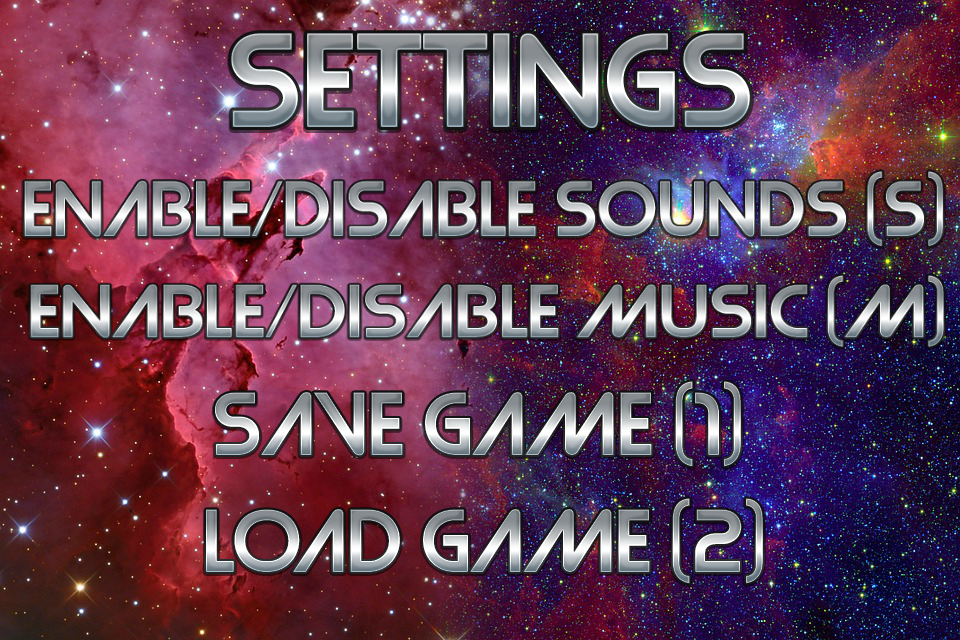 SETTINGS
ENABLE/DISABLE SOUNDS (S)
ENABLE/DISABLE MUSIC (M)
SAVE GAME (1)
LOAD GAME (2)